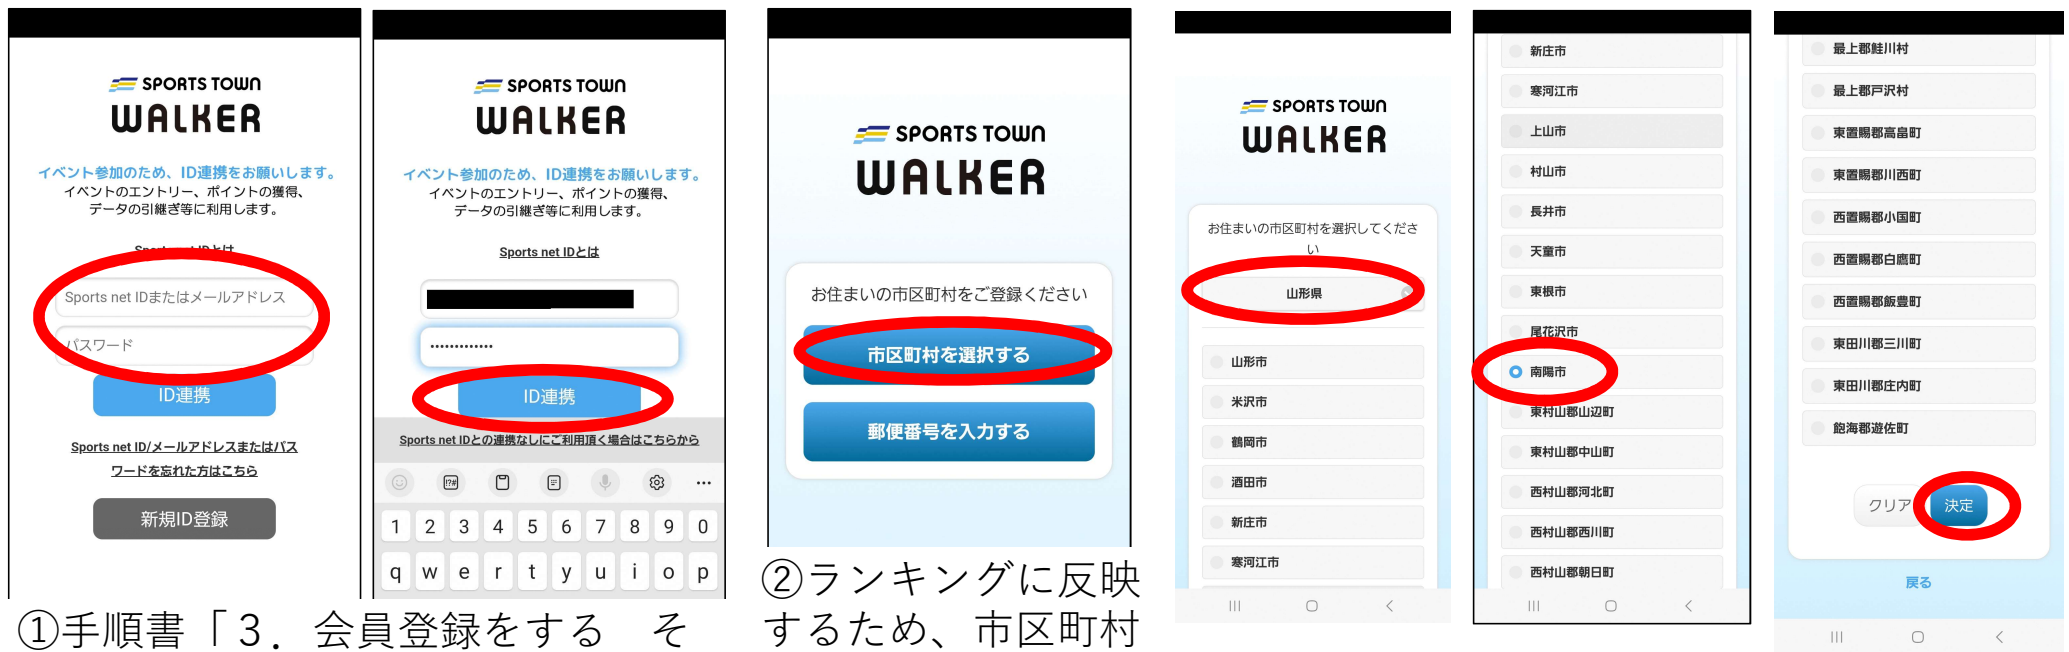 SPORTS TOWN
WALKER
イベント参加のため、ID連携をお願いします。
イベントのエントリー、ポイントの獲得、
データの引継ぎ等に利用します。
Sports net IDとは
Sports net IDまたはメールアドレス
パスワード
ID連携
Sports net ID/メールアドレスまたはパス
ワードを忘れた方はこちら
新規ID登録
SPORTS TOWN
WALKER
イベント参加のため、ID連携をお願いします。
イベントのエントリー、ポイントの獲得、
データの引継ぎ等に利用します。
Sports net IDとは
•••••••••••••
ID連携
Sports net IDとの連携なしにご利用頂く場合はこちらから
!?#
1 2 3 4 5 6 7 8 9 0
q w e r t y u i o p
①手順書「３．会員登録をする　そ
SPORTS TOWN
WALKER
お住まいの市区町村をご登録ください
市区町村を選択する
郵便番号を入力する
②ランキングに反映
するため、市区町村
SPORTS TOWN
WALKER
お住まいの市区町村を選択してくださ
い
山形県
山形市
米沢市
鶴岡市
酒田市
新庄市
寒河江市
新庄市
寒河江市
上山市
村山市
長井市
天童市
東根市
尾花沢市
南陽市
東村山郡山辺町
東村山郡中山町
西村山郡河北町
西村山郡西川町
西村山郡朝日町
最上郡鮭川村
最上郡戸沢村
東置賜郡高畠町
東置賜郡川西町
西置賜郡小国町
西置賜郡白鷹町
西置賜郡飯豊町
東田川郡三川町
東田川郡庄内町
飽海郡遊佐町
クリア
決定
戻る